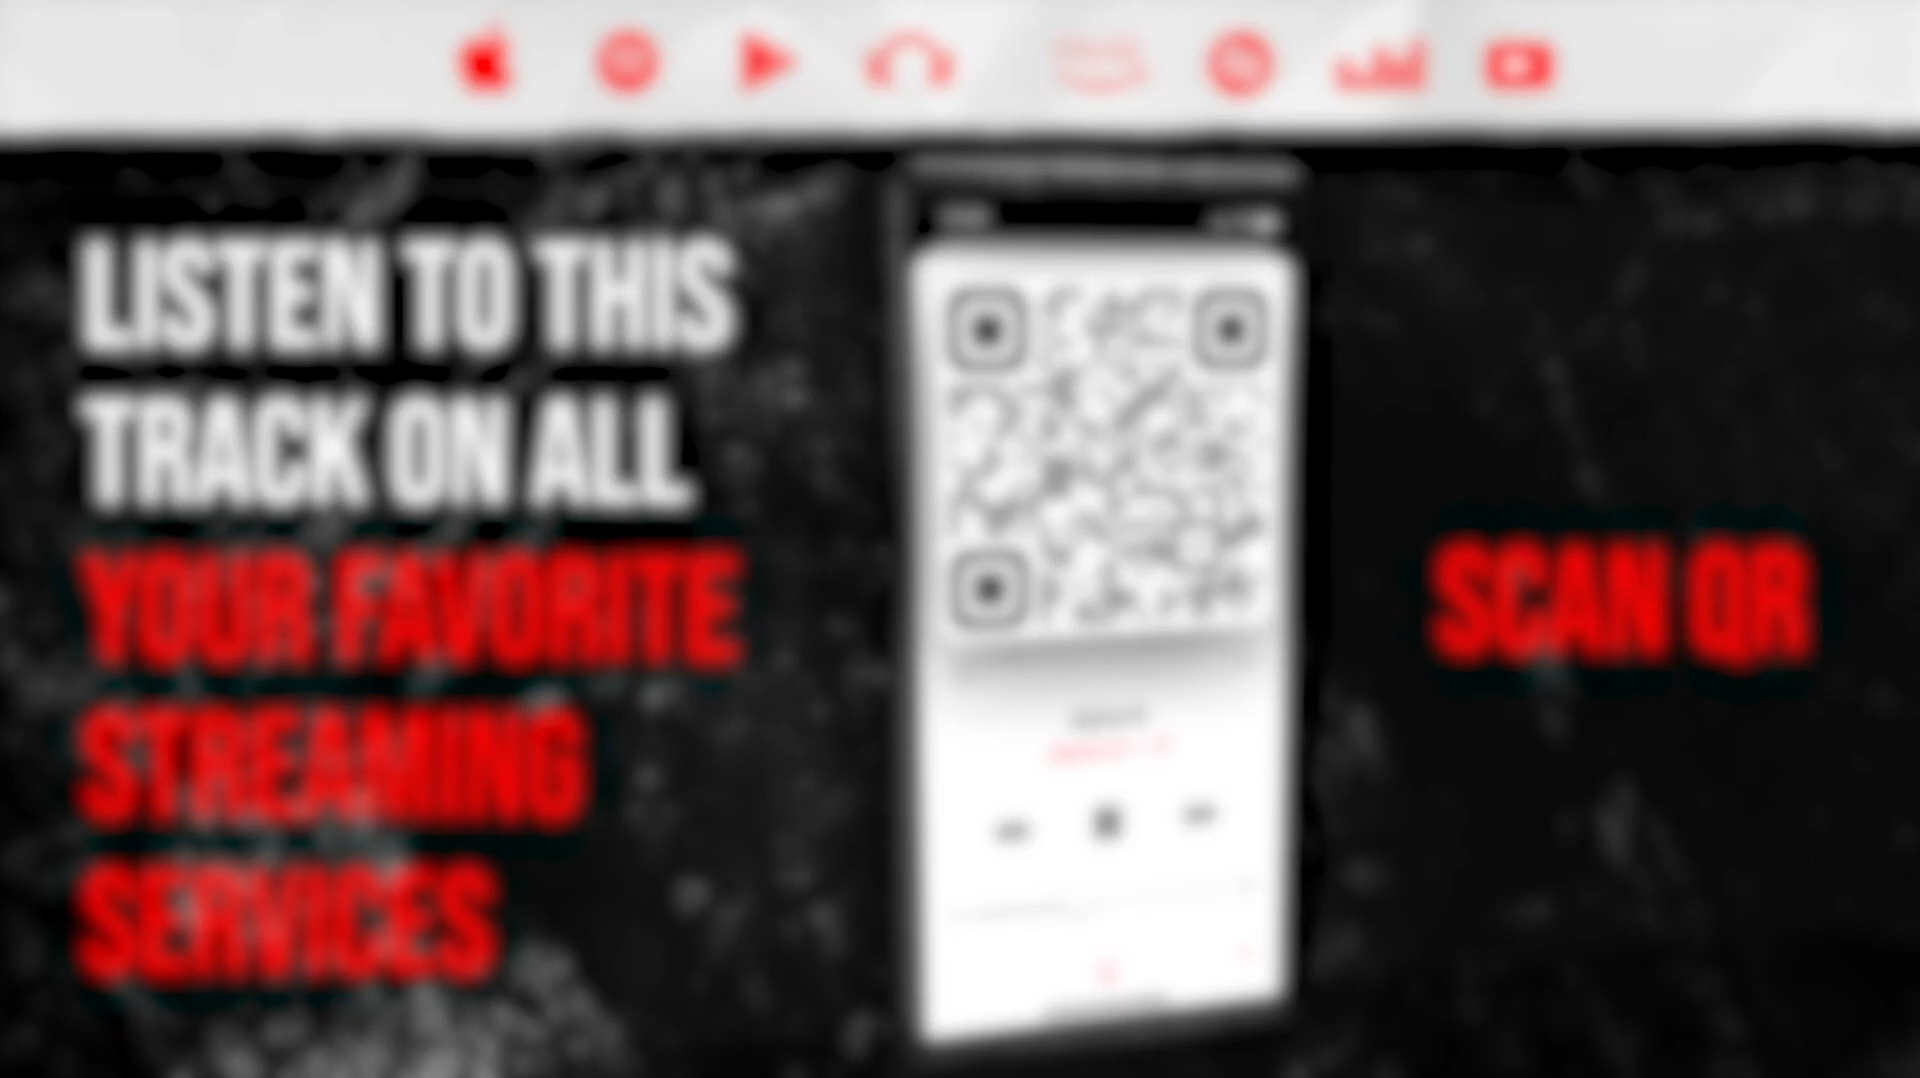 LISTEN TO THIS
TRACK ON ALL
YOUR FAVORITE
STREAMING
SERVICES
SCAN QR